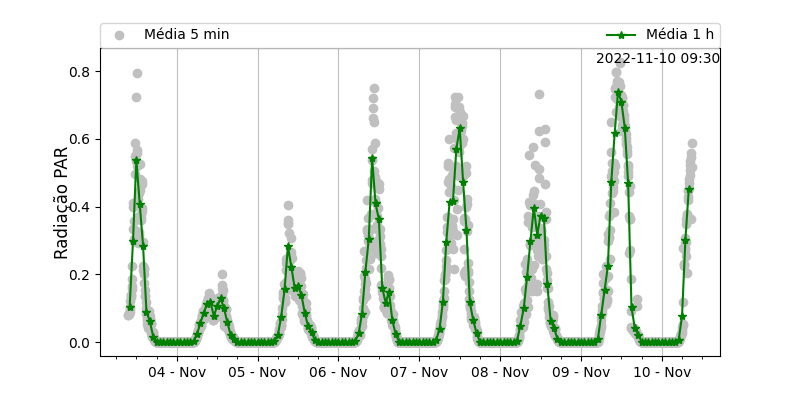 Média 5 min
Média 1 h
2022-11-10 09:30
Radiação PAR
0.8
0.6
0.4
0.2
0.0
04 - Nov
05 - Nov
06 - Nov
07 - Nov
08 - Nov
09 - Nov
10 - Nov